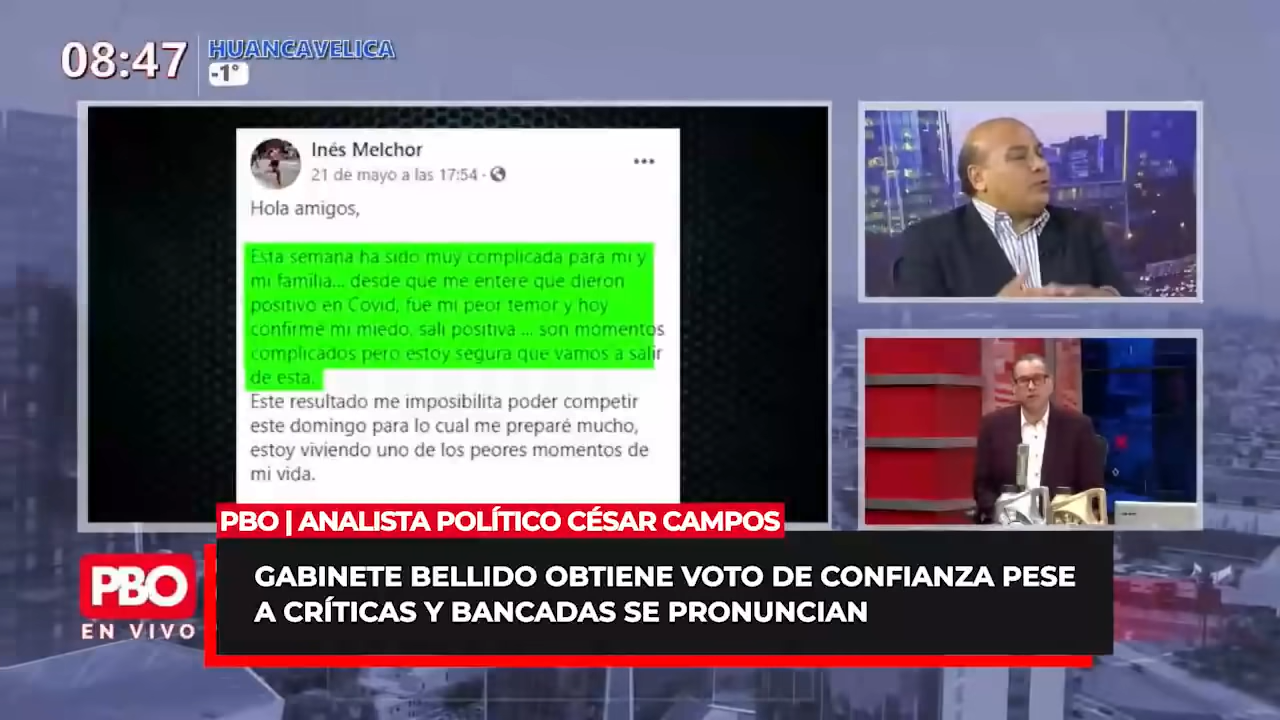 08:47
HUANCAVELICA
-1°
Inés Melchor
21 de mayo a las 17:54 ·
Hola amigos,
Esta semana ha sido muy complicada para mi y
mi familia... desde que me entere que dieron
positivo en Covid, fue mi peor temor y hoy
confirme mi miedo, sali positiva ... son momentos
complicados pero estoy segura que vamos a salir
de esta.
Este resultado me imposibilita poder competir
este domingo para lo cual me preparé mucho,
estoy viviendo uno de los peores momentos de
mi vida.
PBO | ANALISTA POLÍTICO CÉSAR CAMPOS
GABINETE BELLIDO OBTIENE VOTO DE CONFIANZA PESE
A CRÍTICAS Y BANCADAS SE PRONUNCIAN
PBO
EN VIVO